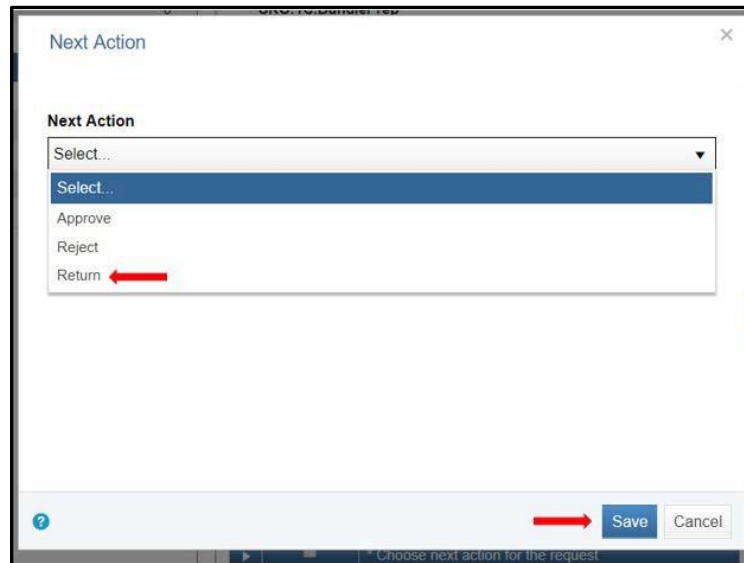 Next Action
Next Action
Select...
Select...
Approve
Reject
Return
Save Cancel
* Choose next action for the request